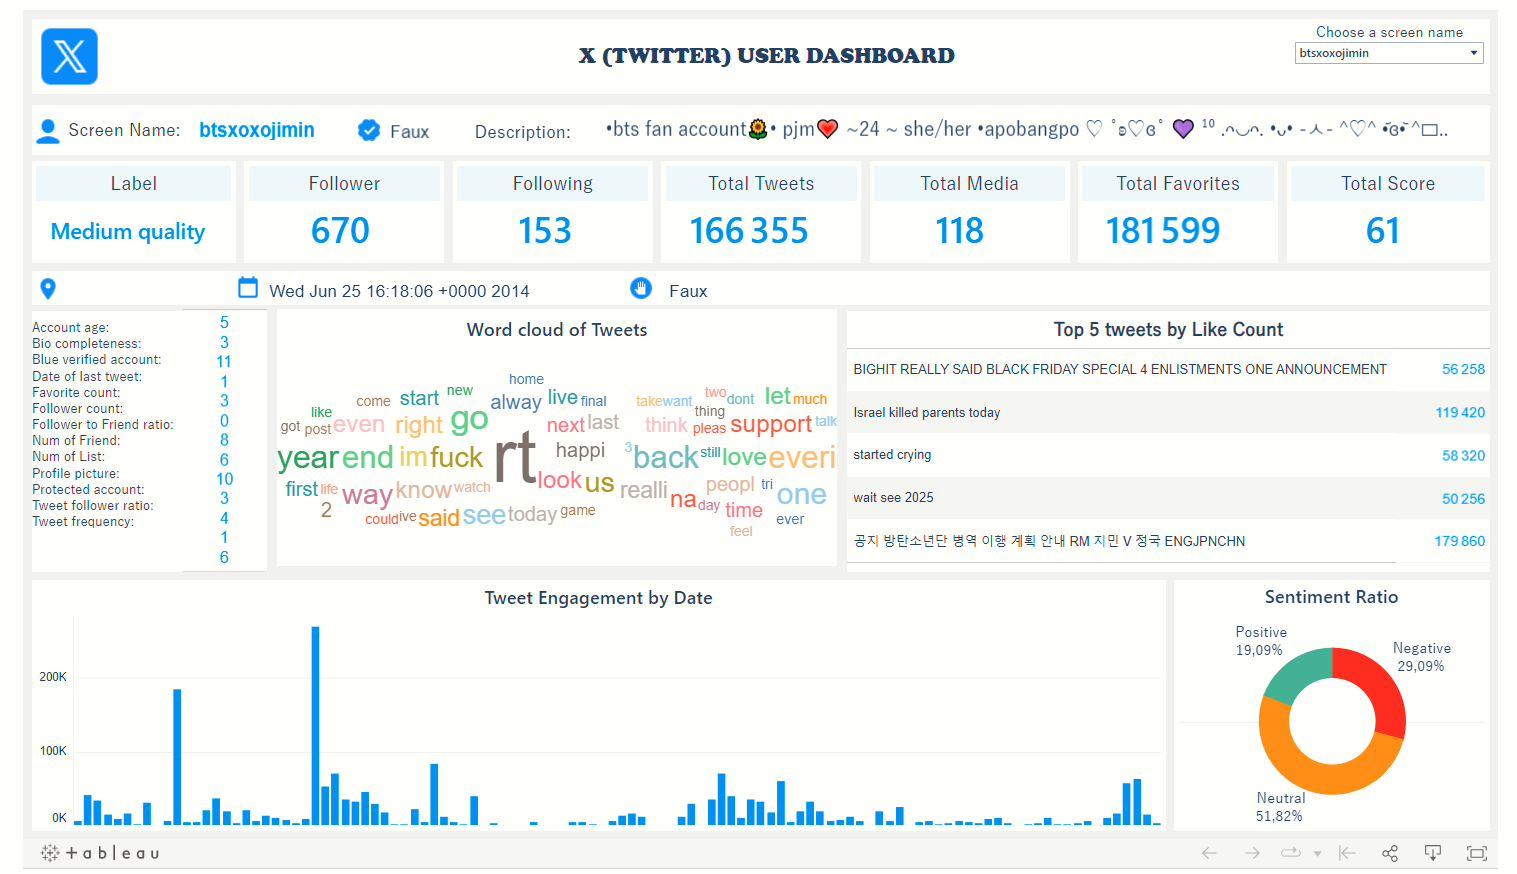 X (TWITTER) USER DASHBOARD
Choose a screen name
btsxoxojimin
Screen Name: btsxoxojimin
Faux
Description: •bts fan account🌻• pjm❤️ ~24 ~ she/her •apobangpo ♡ ﾟʚ♡ɞﾟ 💜 ¹⁰
Label
Medium quality
Follower
670
Following
153
Total Tweets
166 355
Total Media
118
Total Favorites
181 599
Total Score
61
Wed Jun 25 16:18:06 +0000 2014
Faux
Account age:
Bio completeness:
Blue verified account:
Date of last tweet:
Favorite count:
Follower count:
Follower to Friend ratio:
Num of Friend:
Num of List:
Profile picture:
Protected account:
Tweet follower ratio:
Tweet frequency:
5
3
11
1
3
0
8
6
10
3
4
1
6
Word cloud of Tweets
home
come start new alway live final take want two dont let much
like thing
got post even right go next last think pleas support talk
year end im fuck rt happi 3 back still love everi
first life way know watch look us realli na day peopl tri one
2 could ive said see today game time ever
feel
Top 5 tweets by Like Count
BIGHIT REALLY SAID BLACK FRIDAY SPECIAL 4 ENLISTMENTS ONE ANNOUNCEMENT 56 258
Israel killed parents today 119 420
started crying 58 320
wait see 2025 50 256
공지 방탄소년단 병역 이행 계획 안내 RM 지민 V 정국 ENGJPNCHN 179 860
Tweet Engagement by Date
200K
100K
0K
Sentiment Ratio
Positive
19,09%
Negative
29,09%
Neutral
51,82%
+ableau